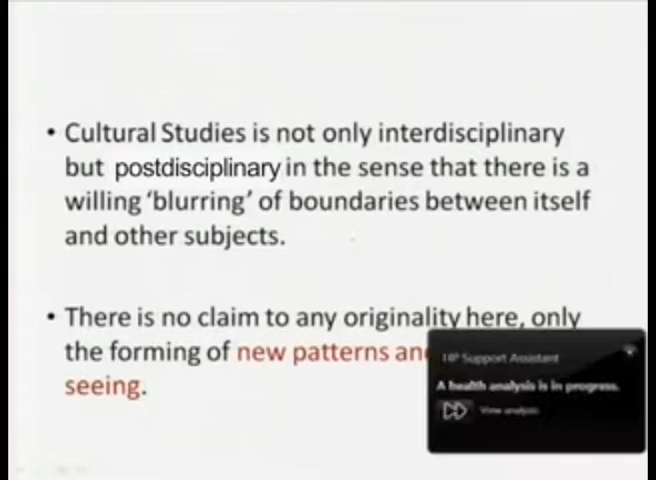 • Cultural Studies is not only interdisciplinary
but postdisciplinary in the sense that there is a
willing ‘blurring’ of boundaries between itself
and other subjects.
• There is no claim to any originality here, only
the forming of new patterns and
seeing.
HP Support Assistant
A health analysis is in progress.
View analysis